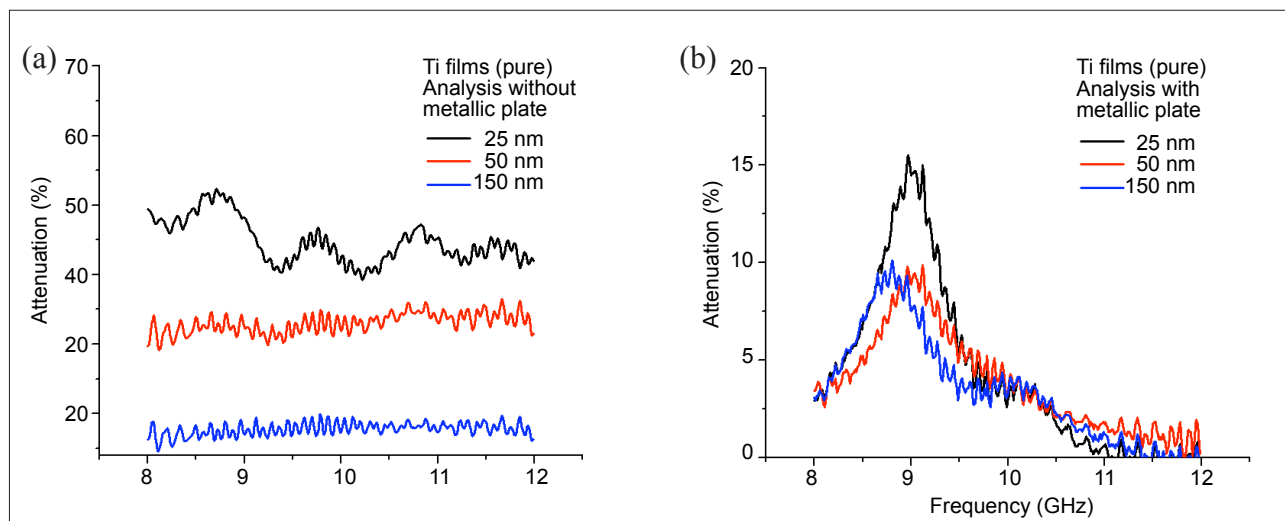 (a)
Ti films (pure)
Analysis without
metallic plate
25 nm
50 nm
150 nm
Attenuation (%)
70
60
50
40
20
20
8 9 10 11 12
(b)
Ti films (pure)
Analysis with
metallic plate
25 nm
50 nm
150 nm
Attenuation (%)
20
15
10
5
0
8 9 10 11 12
Frequency (GHz)